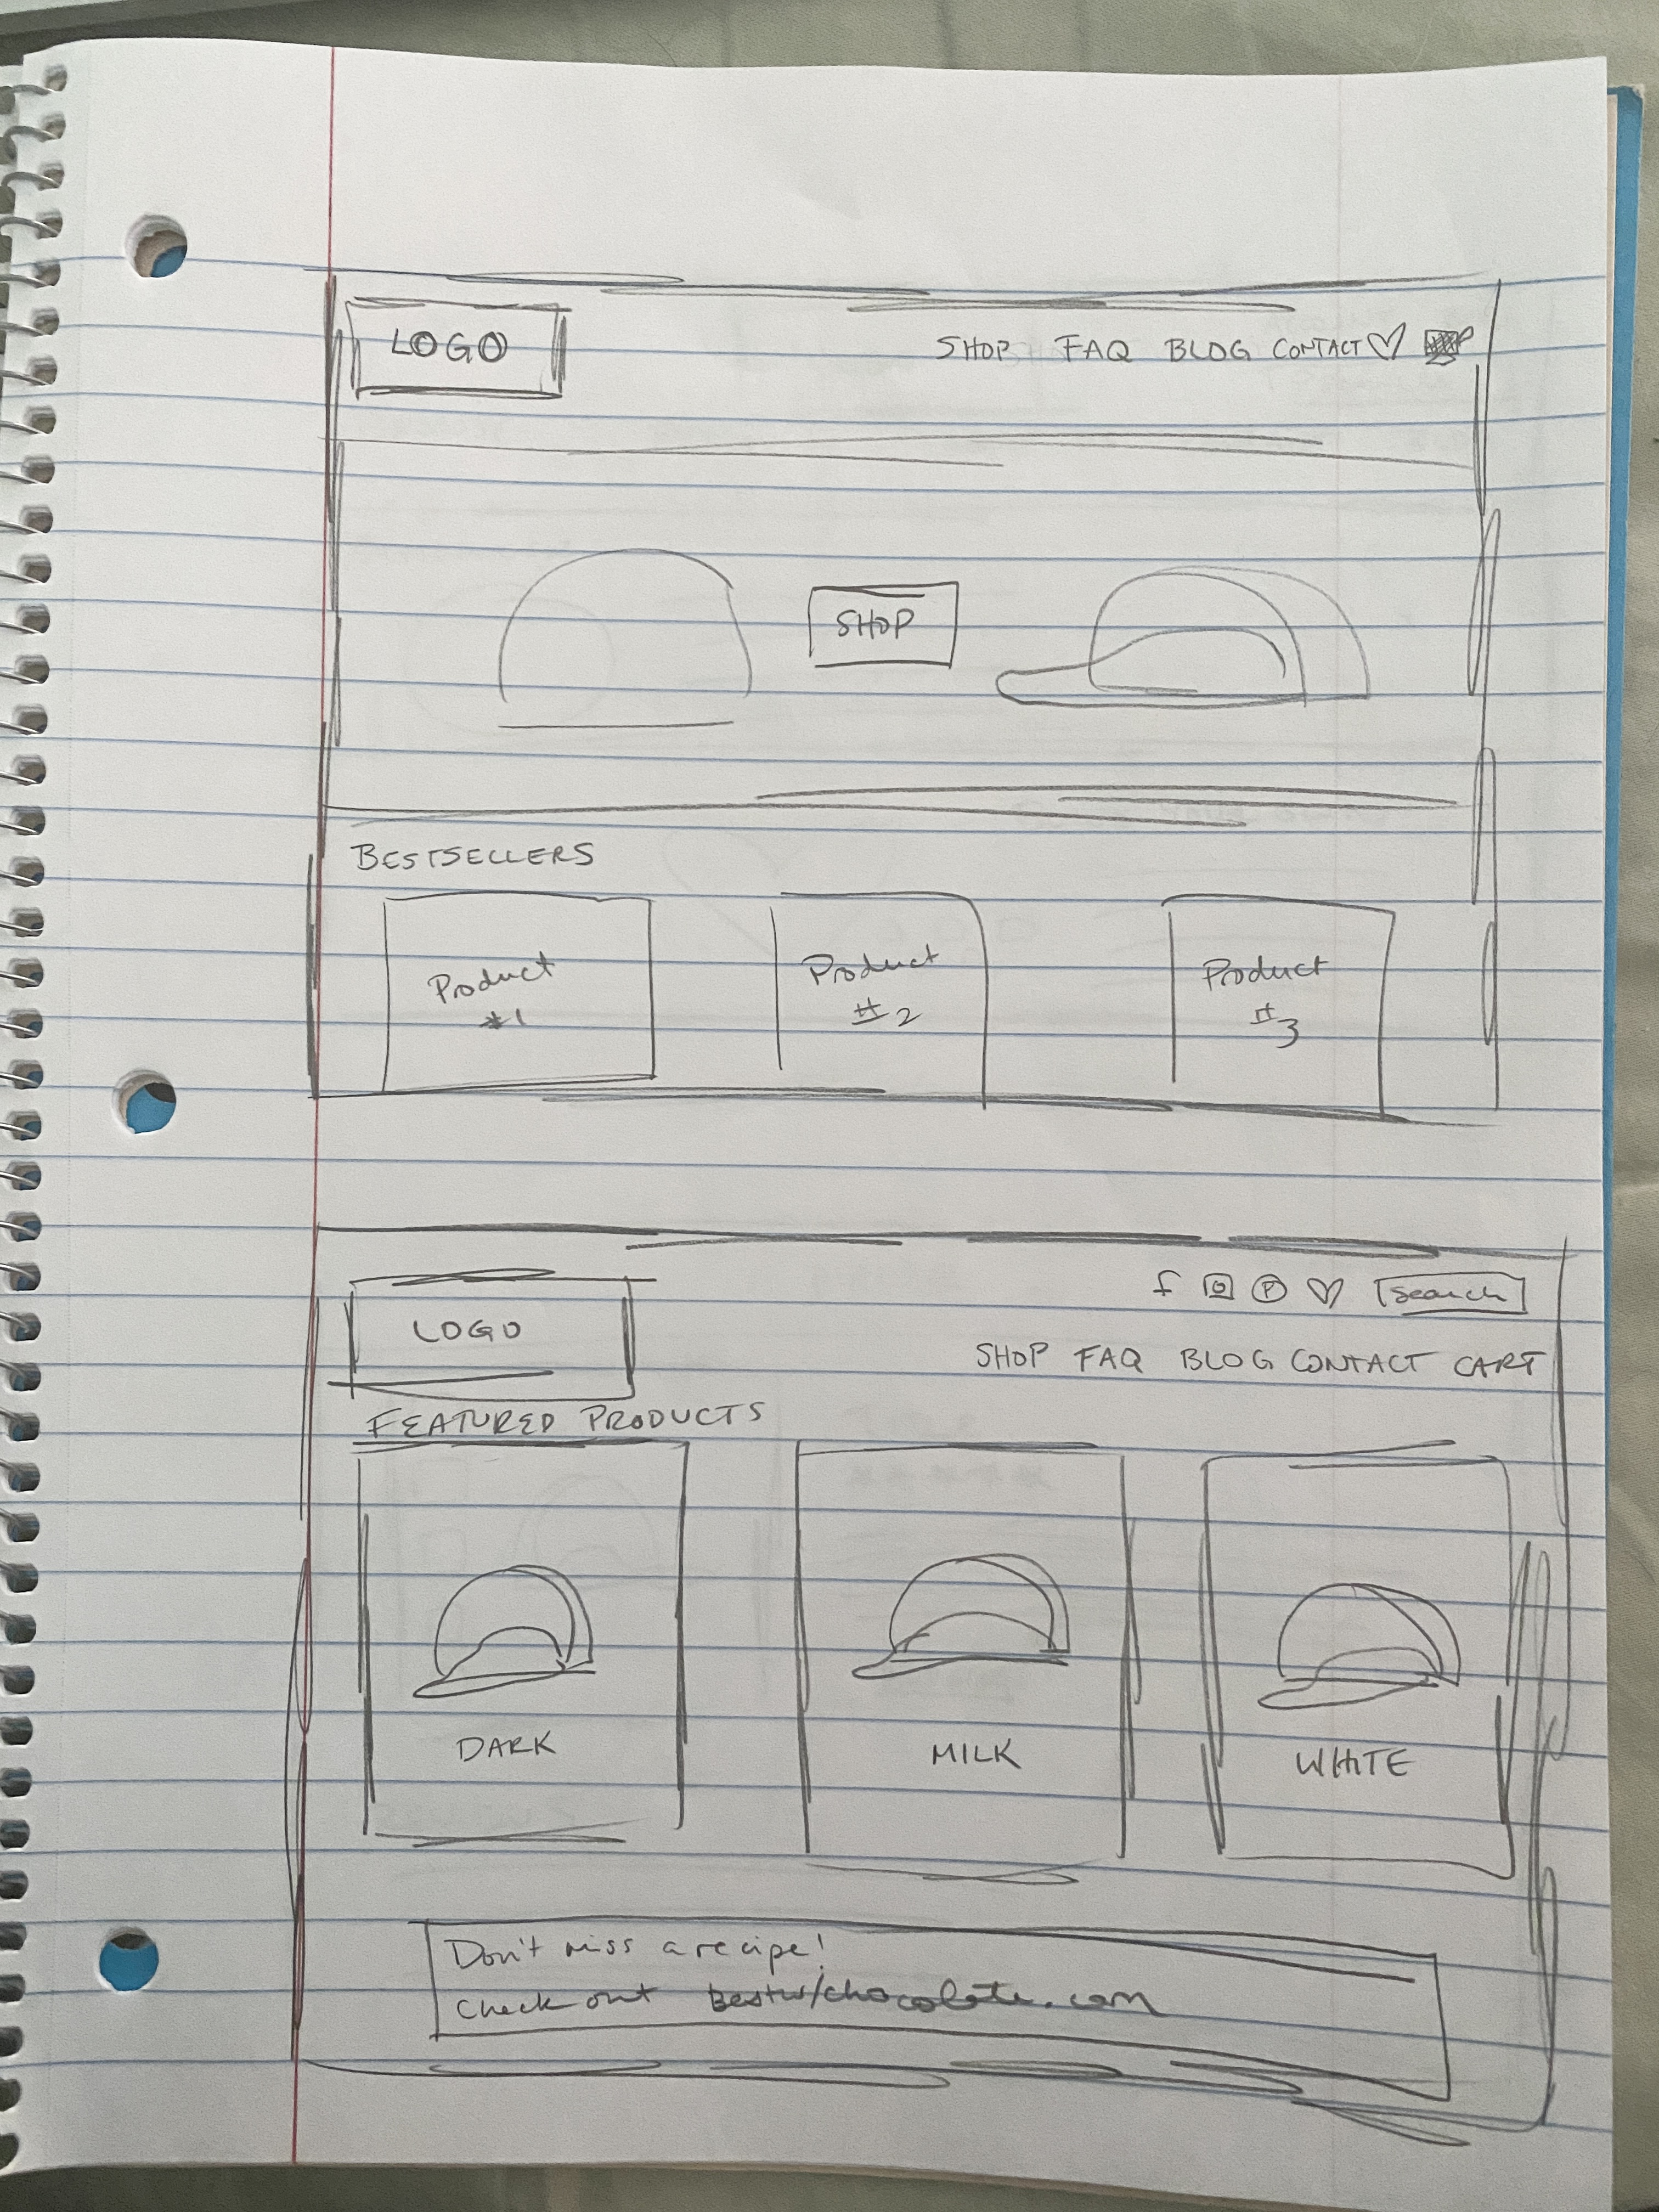 LOGO
SHOP FAQ BLOG CONTACT
SHOP
BESTSELLERS
Product
#1
Product
#2
Product
#3
f P Search
LOGO
SHOP FAQ BLOG CONTACT CART
FEATURED PRODUCTS
DARK
MILK
WHITE
Don't miss a recipe!
Check out bestw/chocolate.com